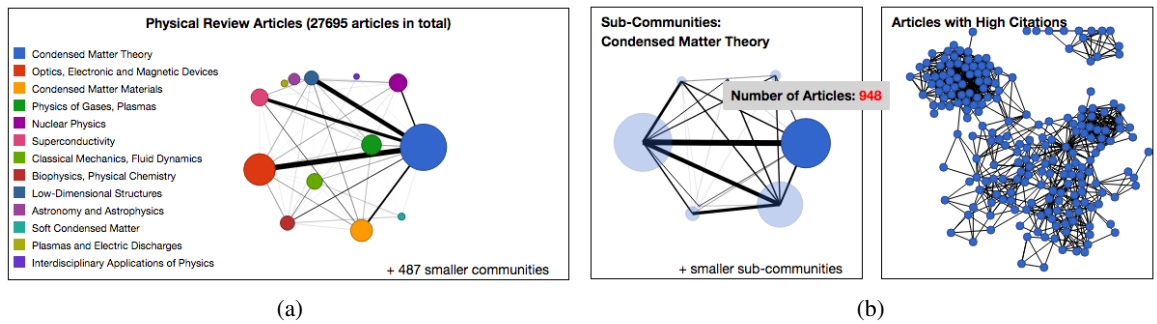 Physical Review Articles (27695 articles in total)
Condensed Matter Theory
Optics, Electronic and Magnetic Devices
Condensed Matter Materials
Physics of Gases, Plasmas
Nuclear Physics
Superconductivity
Classical Mechanics, Fluid Dynamics
Biophysics, Physical Chemistry
Low-Dimensional Structures
Astronomy and Astrophysics
Soft Condensed Matter
Plasmas and Electric Discharges
Interdisciplinary Applications of Physics
+ 487 smaller communities
(a)
Sub-Communities:
Condensed Matter Theory
Number of Articles: 948
+ smaller sub-communities
Articles with High Citations
(b)